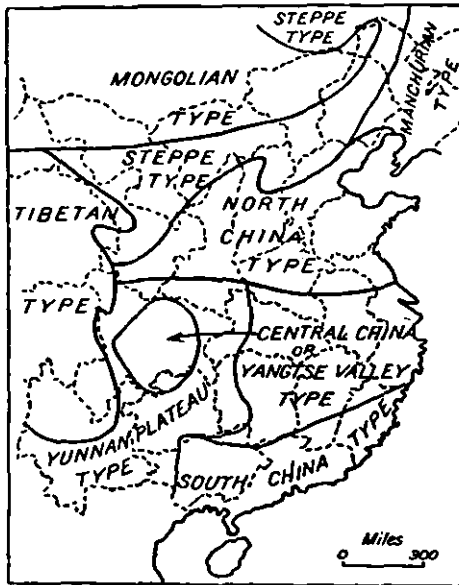 STEPPE
TYPE
MONGOLIAN
TYPE
MANCHURIAN
TYPE
STEPPE
TYPE
TIBETAN
TYPE
NORTH
CHINA
TYPE
CENTRAL CHINA
OR
YANGTSE VALLEY
TYPE
YUNNAN PLATEAU
TYPE
SOUTH CHINA TYPE
Miles
0 300